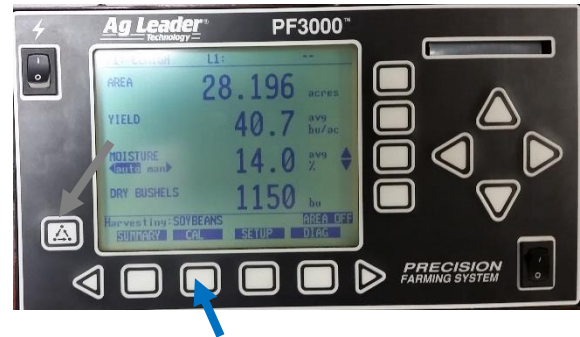 Ag Leader®
Technology
PF3000™
L1: --
AREA 28.196 acres
YIELD 40.7 avg bu/ac
MOISTURE 14.0 avg %
auto man
DRY BUSHELS 1150 bu
Harvesting:SOYBEANS AREA OFF
SUMMARY CAL SETUP DIAG
PRECISION
FARMING SYSTEM